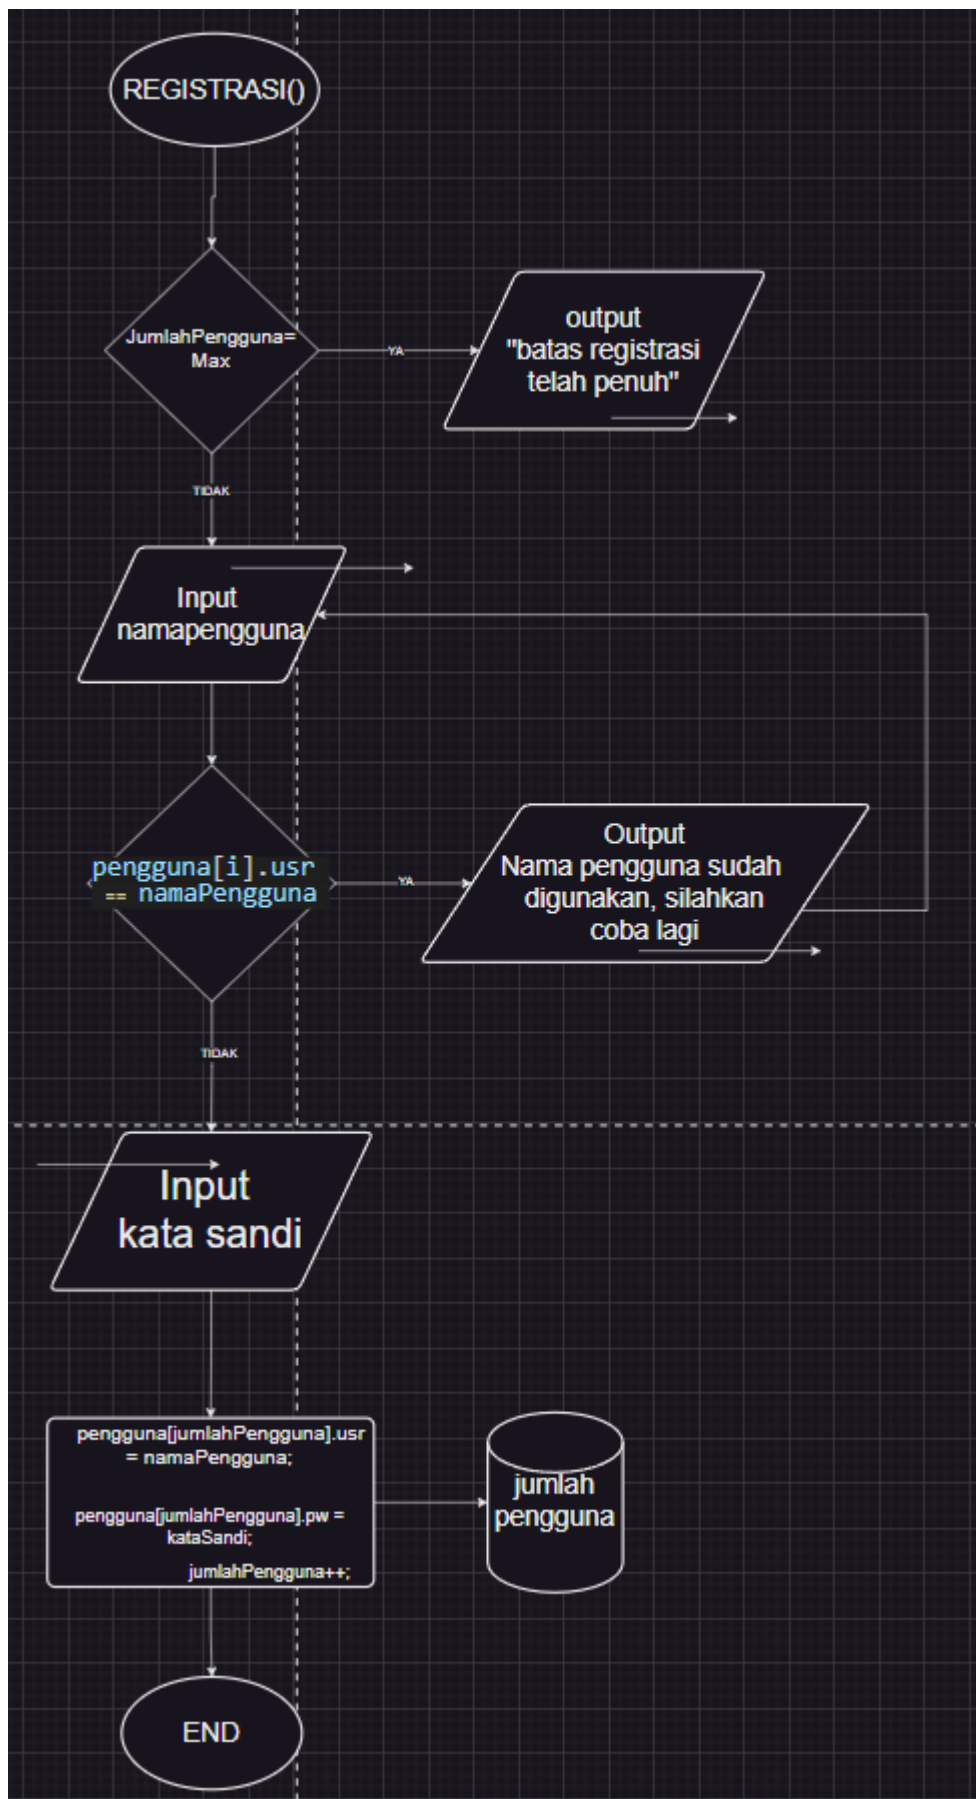 REGISTRASI()
JumlahPengguna=
Max
YA
output
"batas registrasi
telah penuh"
TIDAK
Input
namapengguna
pengguna[i].usr
== namaPengguna
YA
Output
Nama pengguna sudah
digunakan, silahkan
coba lagi
TIDAK
Input
kata sandi
pengguna[jumlahPengguna].usr
= namaPengguna;
pengguna[jumlahPengguna].pw =
kataSandi;
jumlahPengguna++;
jumlah
pengguna
END